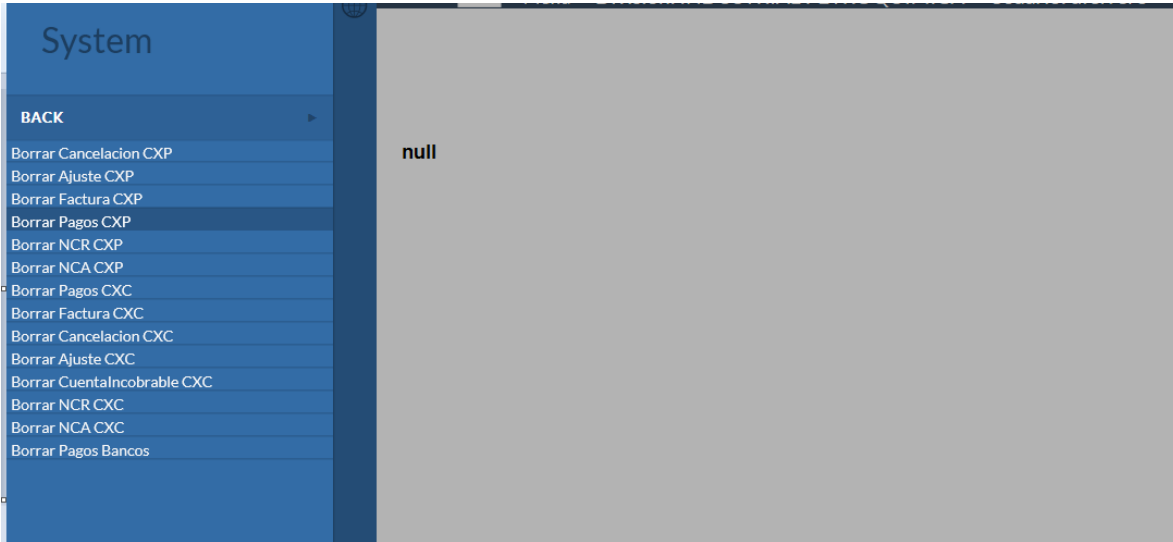 System
BACK
Borrar Cancelacion CXP
Borrar Ajuste CXP
Borrar Factura CXP
Borrar Pagos CXP
Borrar NCR CXP
Borrar NCA CXP
Borrar Pagos CXC
Borrar Factura CXC
Borrar Cancelacion CXC
Borrar Ajuste CXC
Borrar CuentaIncobrable CXC
Borrar NCR CXC
Borrar NCA CXC
Borrar Pagos Bancos
null